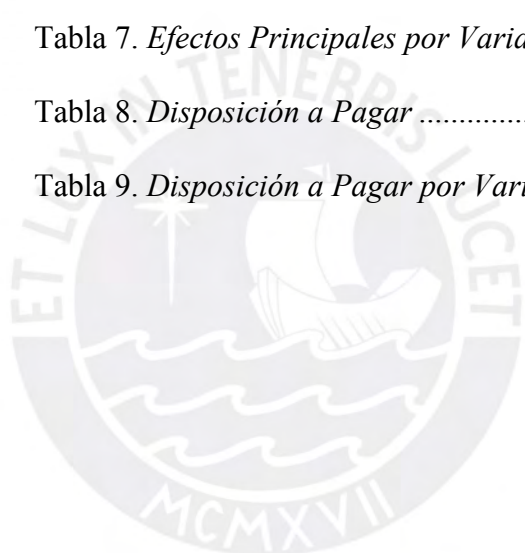 Tabla 7. Efectos Principales por Varia
Tabla 8. Disposición a Pagar ..............
Tabla 9. Disposición a Pagar por Vari
ET LUX IN TENEBRIS LUCET
MCMXVII